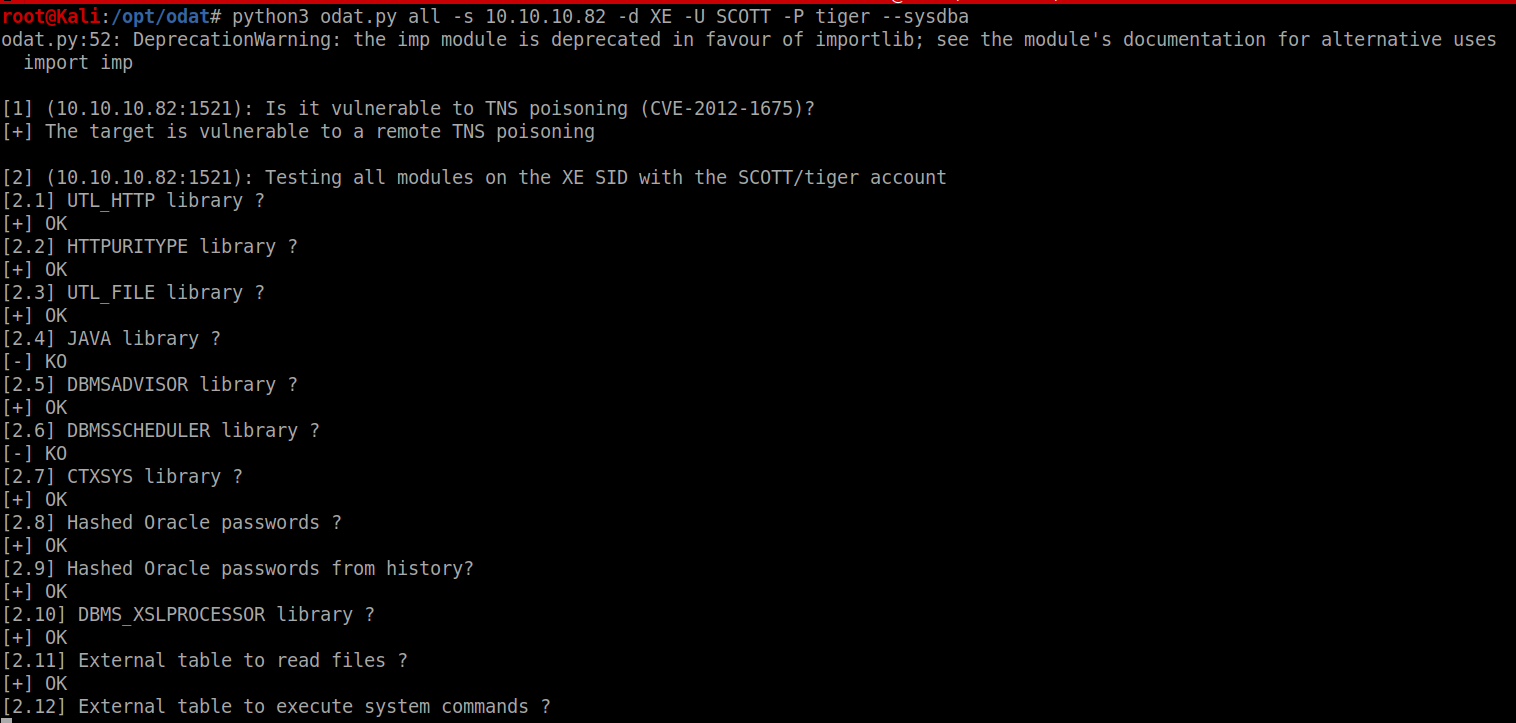 root@Kali:/opt/odat# python3 odat.py all -s 10.10.10.82 -d XE -U SCOTT -P tiger --sysdba
odat.py:52: DeprecationWarning: the imp module is deprecated in favour of importlib; see the module's documentation for alternative uses
  import imp

[1] (10.10.10.82:1521): Is it vulnerable to TNS poisoning (CVE-2012-1675)?
[+] The target is vulnerable to a remote TNS poisoning

[2] (10.10.10.82:1521): Testing all modules on the XE SID with the SCOTT/tiger account
[2.1] UTL_HTTP library ?
[+] OK
[2.2] HTTPURITYPE library ?
[+] OK
[2.3] UTL_FILE library ?
[+] OK
[2.4] JAVA library ?
[-] KO
[2.5] DBMSADVISOR library ?
[+] OK
[2.6] DBMSSCHEDULER library ?
[-] KO
[2.7] CTXSYS library ?
[+] OK
[2.8] Hashed Oracle passwords ?
[+] OK
[2.9] Hashed Oracle passwords from history?
[+] OK
[2.10] DBMS_XSLPROCESSOR library ?
[+] OK
[2.11] External table to read files ?
[+] OK
[2.12] External table to execute system commands ?